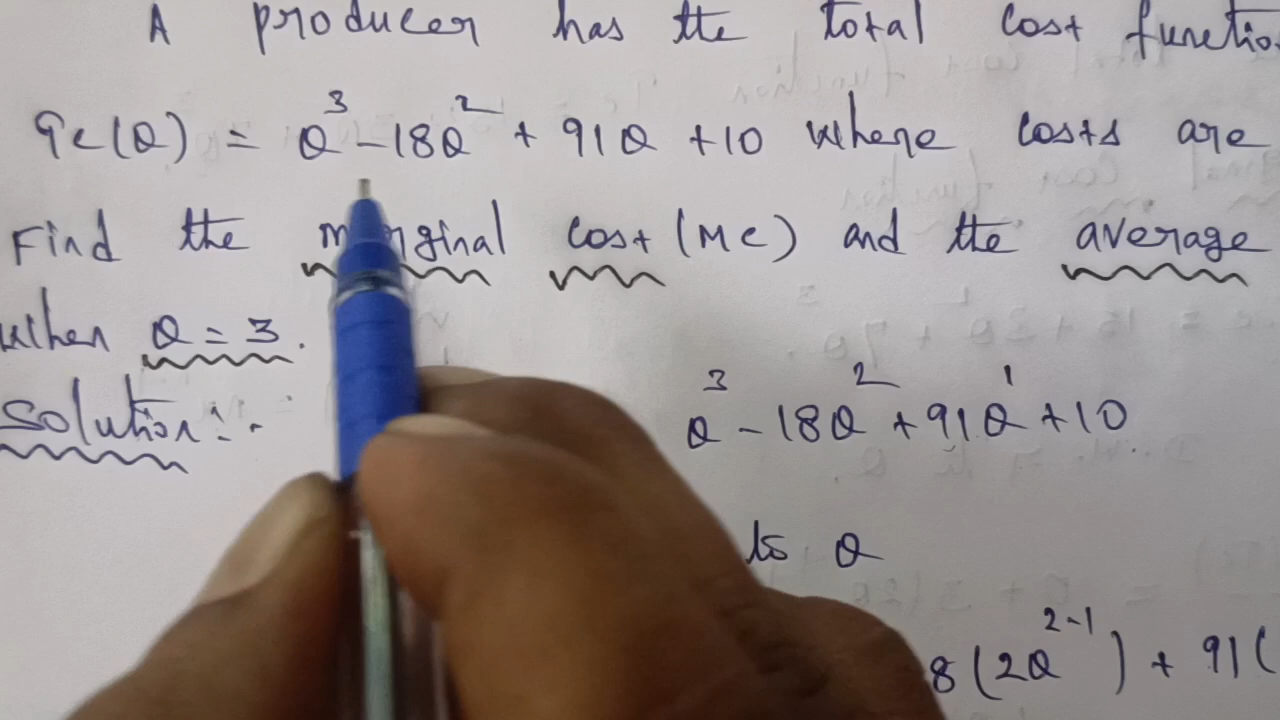 A producer has the total cost functio
Tc(Q) = Q³ - 18Q² + 91Q + 10 where costs are
Find the marginal cost (MC) and the average
when Q = 3.
Solution:-
Q³ - 18Q² + 91Q¹ + 10
to Q
8(2Q²⁻¹) + 91(